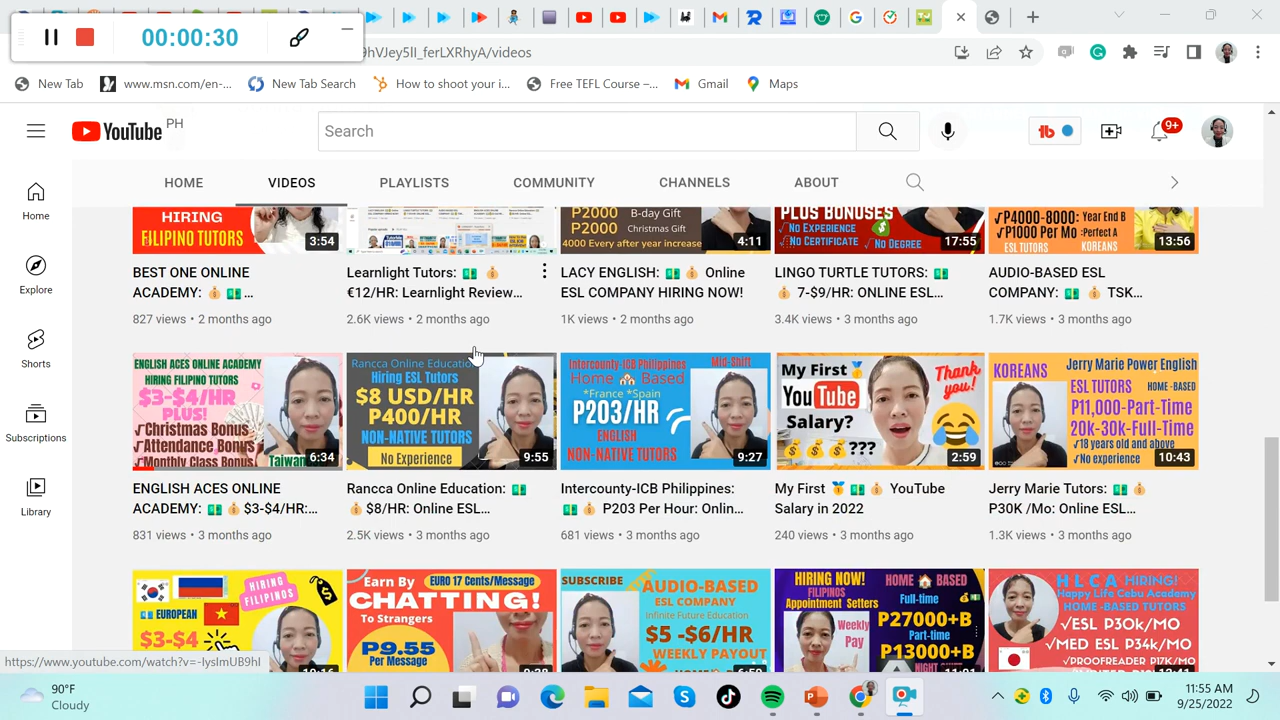 00:00:30
9hVJey5lI_ferLXRhyA/videos
New Tab
www.msn.com/en-...
New Tab Search
How to shoot your i...
Free TEFL Course –...
Gmail
Maps
YouTube PH
Search
9+
HOME
VIDEOS
PLAYLISTS
COMMUNITY
CHANNELS
ABOUT
Home
Explore
Shorts
Subscriptions
Library
HIRING
FILIPINO TUTORS
3:54
P2000
P2000
B-day Gift
Christmas Gift
4000 Every after year increase
4:11
PLUS BONUSES
√No Experience
√No CERTIFICATE √No DEGREE
17:55
√P4000-8000: Year End B
√P1000 Per Mo :Perfect A
ESL TUTORS KOREANS
13:56
BEST ONE ONLINE
ACADEMY: 💰 💵...
827 views • 2 months ago
Learnlight Tutors: 💵 💰
€12/HR: Learnlight Review...
2.6K views • 2 months ago
LACY ENGLISH: 💵 💰 Online
ESL COMPANY HIRING NOW!
1K views • 2 months ago
LINGO TURTLE TUTORS: 💵
💰 7-$9/HR: ONLINE ESL...
3.4K views • 3 months ago
AUDIO-BASED ESL
COMPANY: 💵 💰 TSK...
1.7K views • 3 months ago
ENGLISH ACES ONLINE ACADEMY
HIRING FILIPINO TUTORS
$3-$4/HR
PLUS!
√Christmas Bonus
√Attendance Bonus
√Monthly Class Bonus
Taiwan
6:34
Rancca Online Education
Hiring ESL Tutors
$8 USD/HR
P400/HR
NON-NATIVE TUTORS
No Experience
9:55
Intercounty-ICB Philippines
Mid-Shift
Home Based
*France *Spain
P203/HR
ENGLISH
NON-NATIVE TUTORS
9:27
My First
YouTube
Salary?
???
Thank
you!
2:59
KOREANS
Jerry Marie Power English
ESL TUTORS HOME-BASED
P11,000-Part-Time
20k-30k-Full-Time
√18 years old and above
√No experience
10:43
ENGLISH ACES ONLINE
ACADEMY: 💵 💰 $3-$4/HR:...
831 views • 3 months ago
Rancca Online Education: 💵
💰 $8/HR: Online ESL...
2.5K views • 3 months ago
Intercounty-ICB Philippines:
💵 💰 P203 Per Hour: Onlin...
681 views • 3 months ago
My First 🥇 💵 💰 YouTube
Salary in 2022
240 views • 3 months ago
Jerry Marie Tutors: 💵 💰
P30K /Mo: Online ESL...
1.3K views • 3 months ago
HIRING
FILIPINOS
EUROPEAN
$3-$4
Earn By EURO 17 Cents/Message
CHATTING!
To Strangers
P9.55
Per Message
SUBSCRIBE
AUDIO-BASED
ESL COMPANY
Infinite Future Education
$5 -$6/HR
WEEKLY PAYOUT
HIRING NOW!
FILIPINOS
Appointment Setters
HOME BASED
Full-time
P27000+B
Weekly
Pay
Part-time
P13000+B
HLCA HIRING!
Happy Life Cebu Academy
HOME -BASED TUTORS
√ESL P30K/MO
√MED ESL P34K/MO
√PROOFREADER P17K/MO
https://www.youtube.com/watch?v=-IysImUB9hI
90°F
Cloudy
11:55 AM
9/25/2022